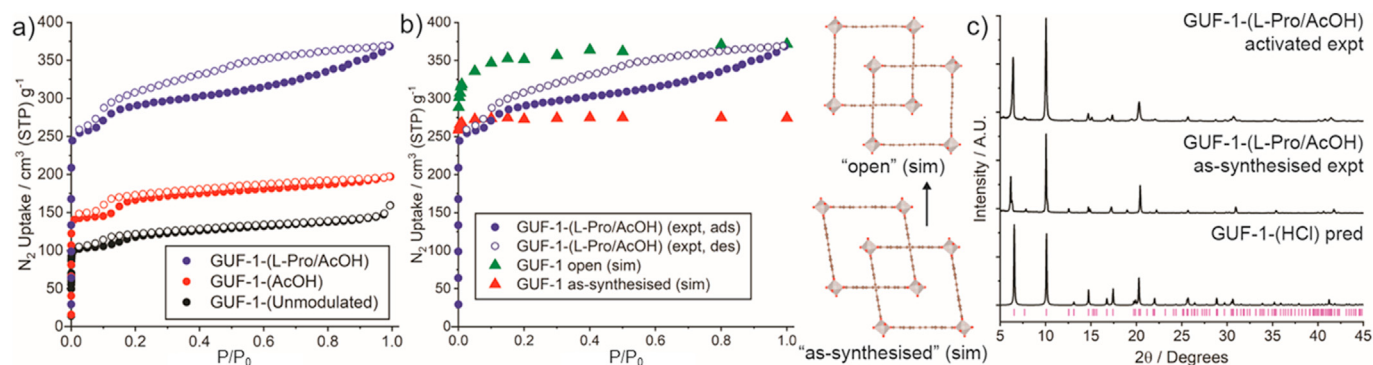 a)
N₂ Uptake / cm³ (STP) g⁻¹
400
350
300
250
200
150
100
50
0
GUF-1-(L-Pro/AcOH)
GUF-1-(AcOH)
GUF-1-(Unmodulated)
0.0 0.2 0.4 0.6 0.8 1.0
P/P₀
b)
N₂ Uptake / cm³ (STP) g⁻¹
400
350
300
250
200
150
100
50
0
GUF-1-(L-Pro/AcOH) (expt, ads)
GUF-1-(L-Pro/AcOH) (expt, des)
GUF-1 open (sim)
GUF-1 as-synthesised (sim)
0.0 0.2 0.4 0.6 0.8 1.0
P/P₀
"open" (sim)
"as-synthesised" (sim)
c)
Intensity / A.U.
GUF-1-(L-Pro/AcOH)
activated expt
GUF-1-(L-Pro/AcOH)
as-synthesised expt
GUF-1-(HCl) pred
5 10 15 20 25 30 35 40 45
2θ / Degrees